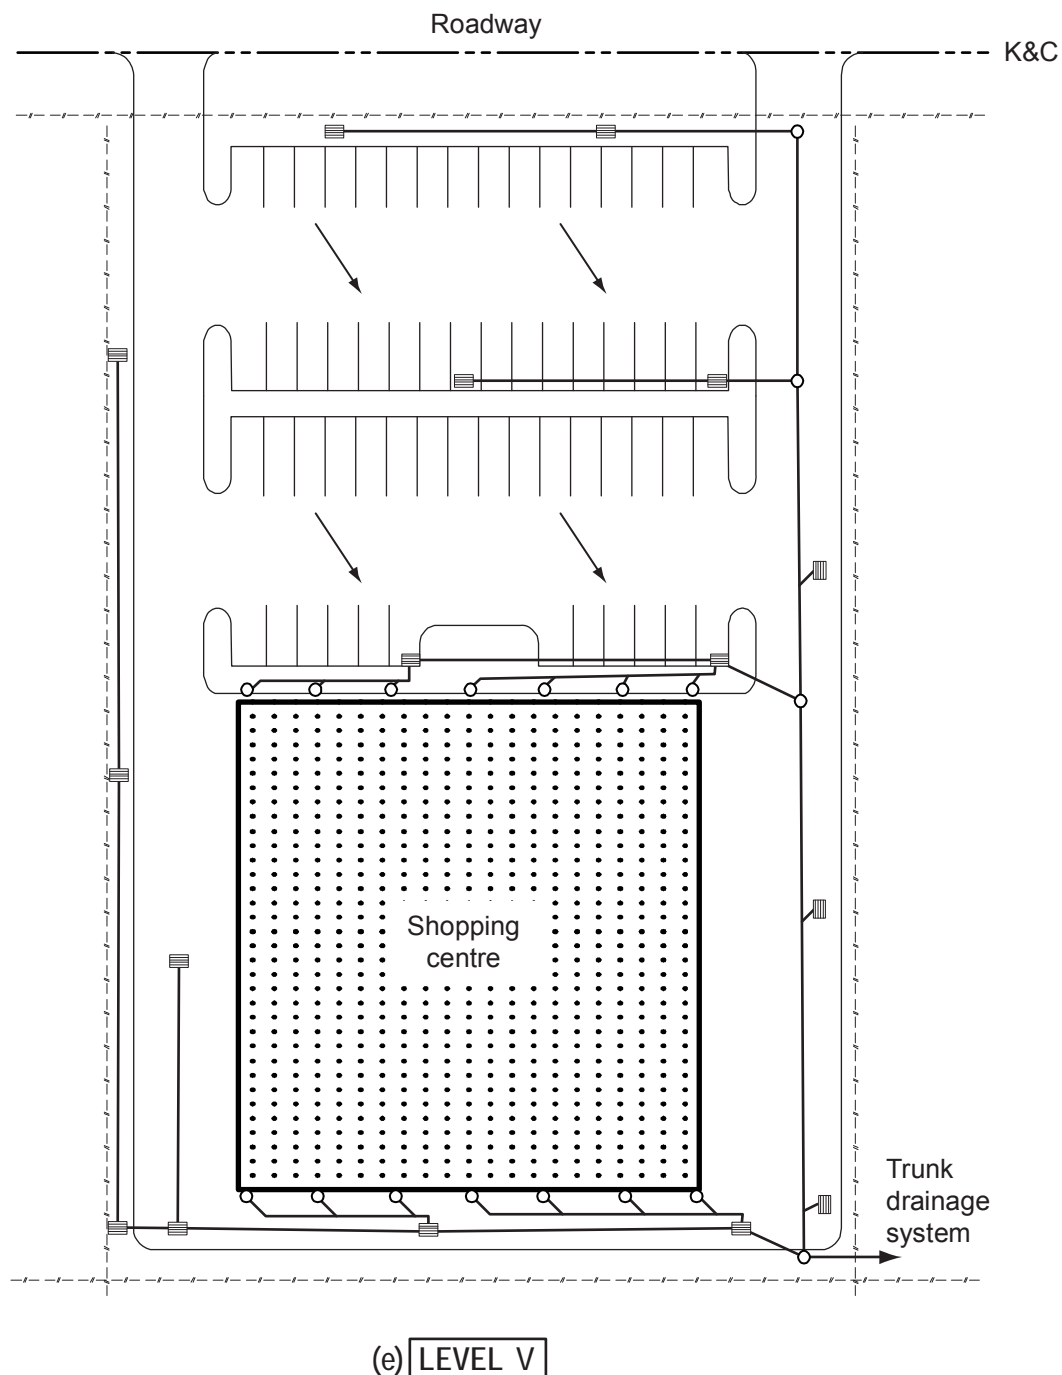 Roadway
K&C
Shopping
centre
Trunk
drainage
system
(e) LEVEL V